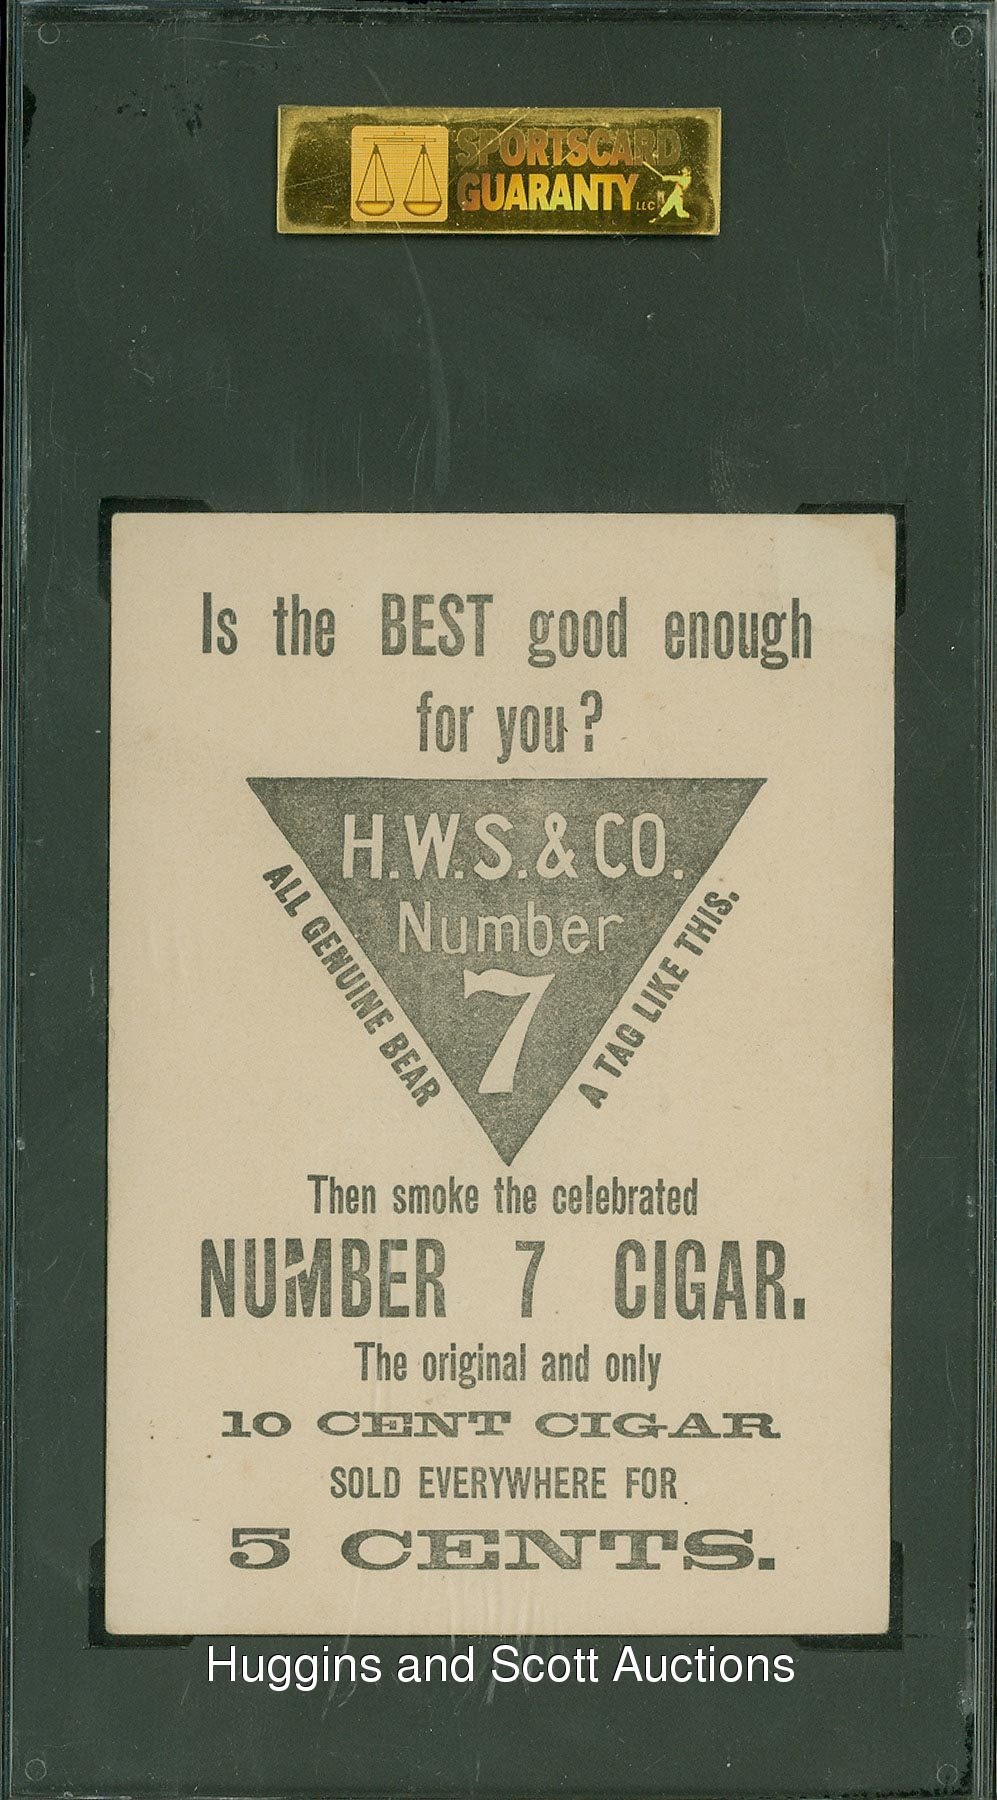 SPORTSCARD
GUARANTY LLC
Is the BEST good enough
for you?
H.W.S. & CO.
Number
7
ALL GENUINE BEAR
A TAG LIKE THIS.
Then smoke the celebrated
NUMBER 7 CIGAR.
The original and only
10 CENT CIGAR
SOLD EVERYWHERE FOR
5 CENTS.
Huggins and Scott Auctions